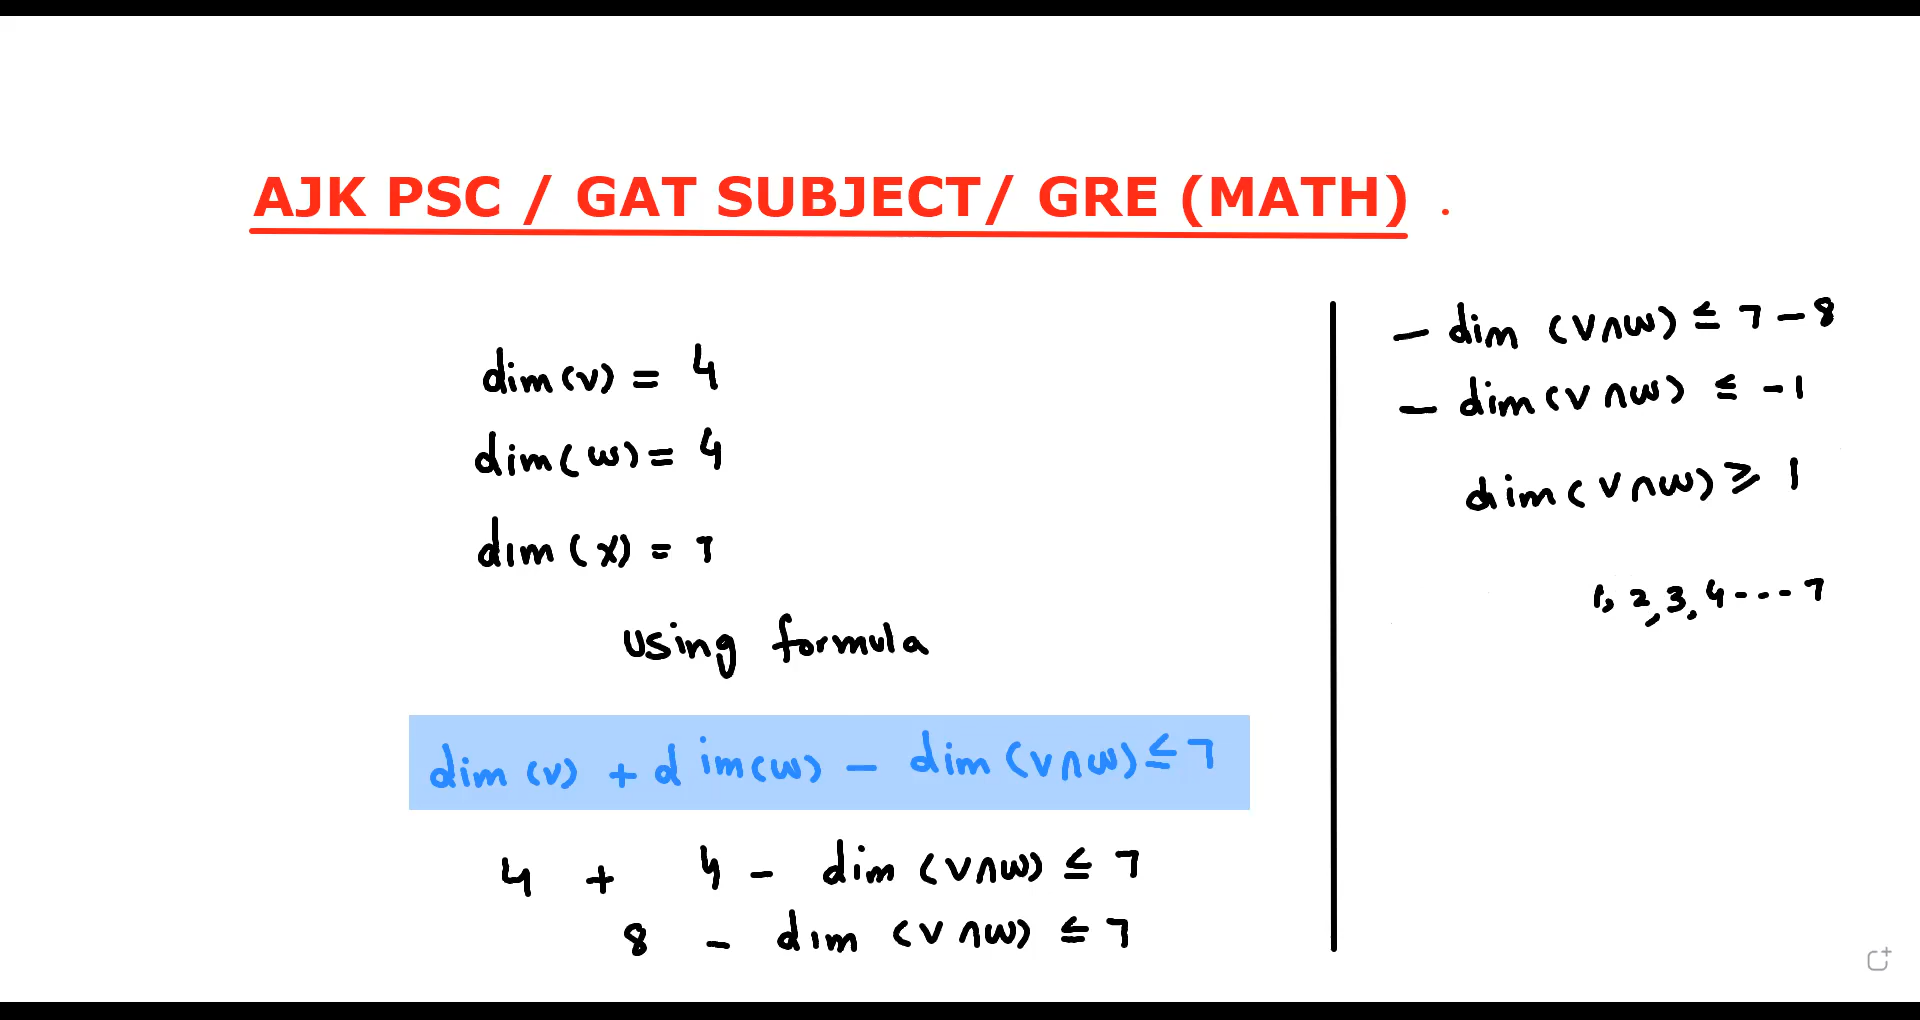 AJK PSC / GAT SUBJECT/ GRE (MATH) .
dim(v) = 4
dim(w) = 4
dim(x) = 7
using formula
dim(v) + dim(w) - dim(v∩w) ≤ 7
4 + 4 - dim(v∩w) ≤ 7
8 - dim(v∩w) ≤ 7
- dim(v∩w) ≤ 7 - 8
- dim(v∩w) ≤ -1
dim(v∩w) ≥ 1
1, 2, 3, 4 - - - 7